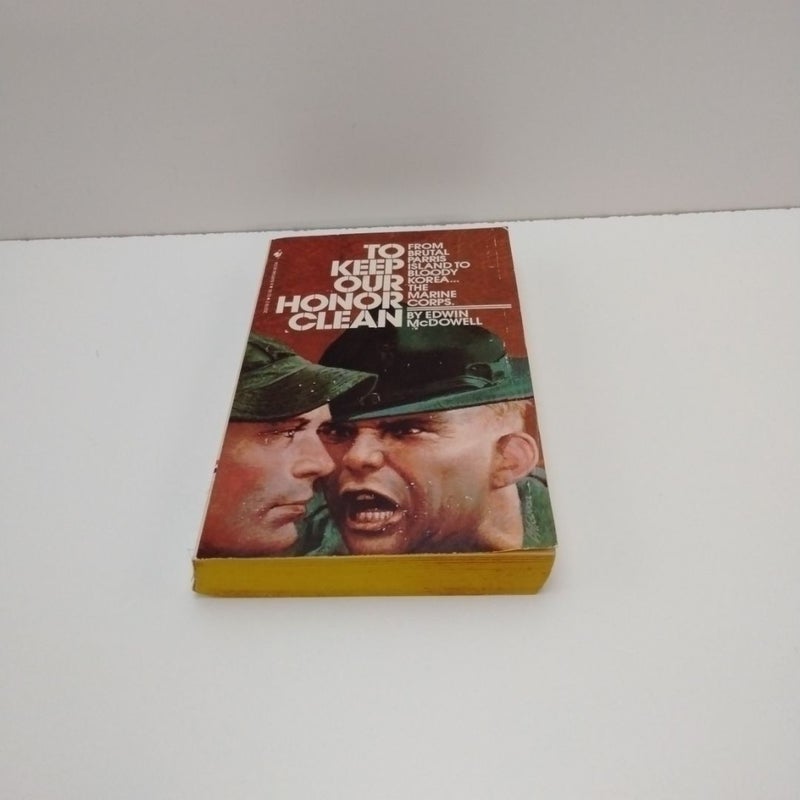 TO
KEEP
OUR
HONOR
CLEAN
FROM
BRUTAL
PARRIS
ISLAND TO
BLOODY
KOREA...
THE
MARINE
CORPS.
BY EDWIN
McDOWELL